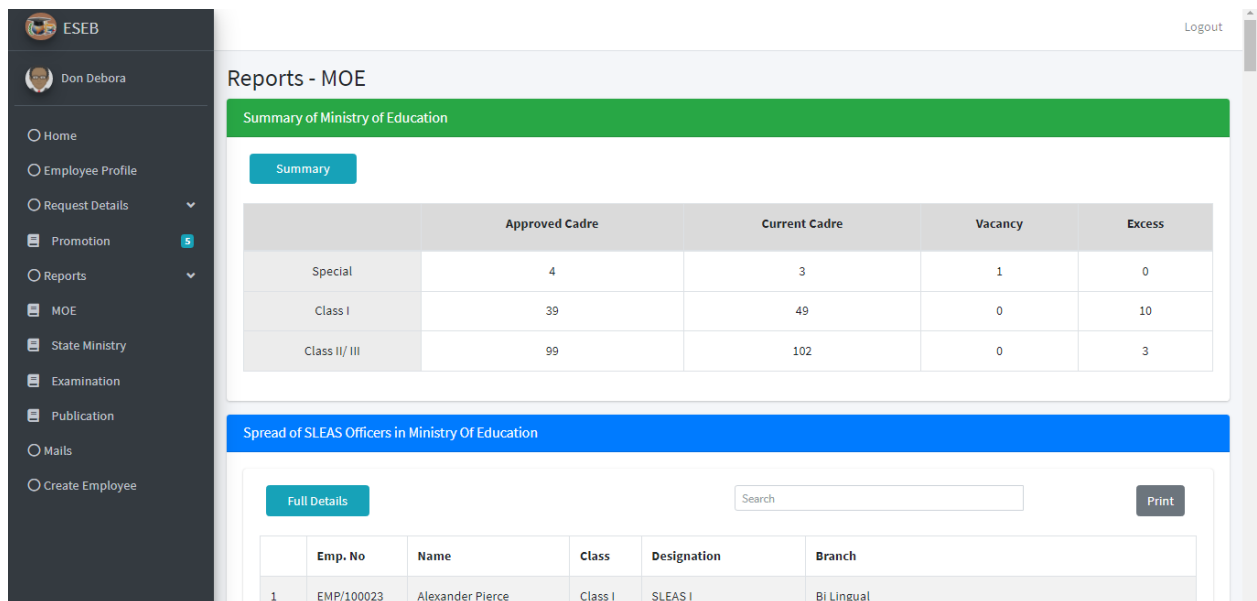 ESEB
Logout
Don Debora
Home
Employee Profile
Request Details
Promotion 5
Reports
MOE
State Ministry
Examination
Publication
Mails
Create Employee
Reports - MOE
Summary of Ministry of Education
Summary
Approved Cadre Current Cadre Vacancy Excess
Special 4 3 1 0
Class I 39 49 0 10
Class II/ III 99 102 0 3
Spread of SLEAS Officers in Ministry Of Education
Full Details Search Print
Emp. No Name Class Designation Branch
1 EMP/100023 Alexander Pierce Class I SLEAS I Bi Lingual